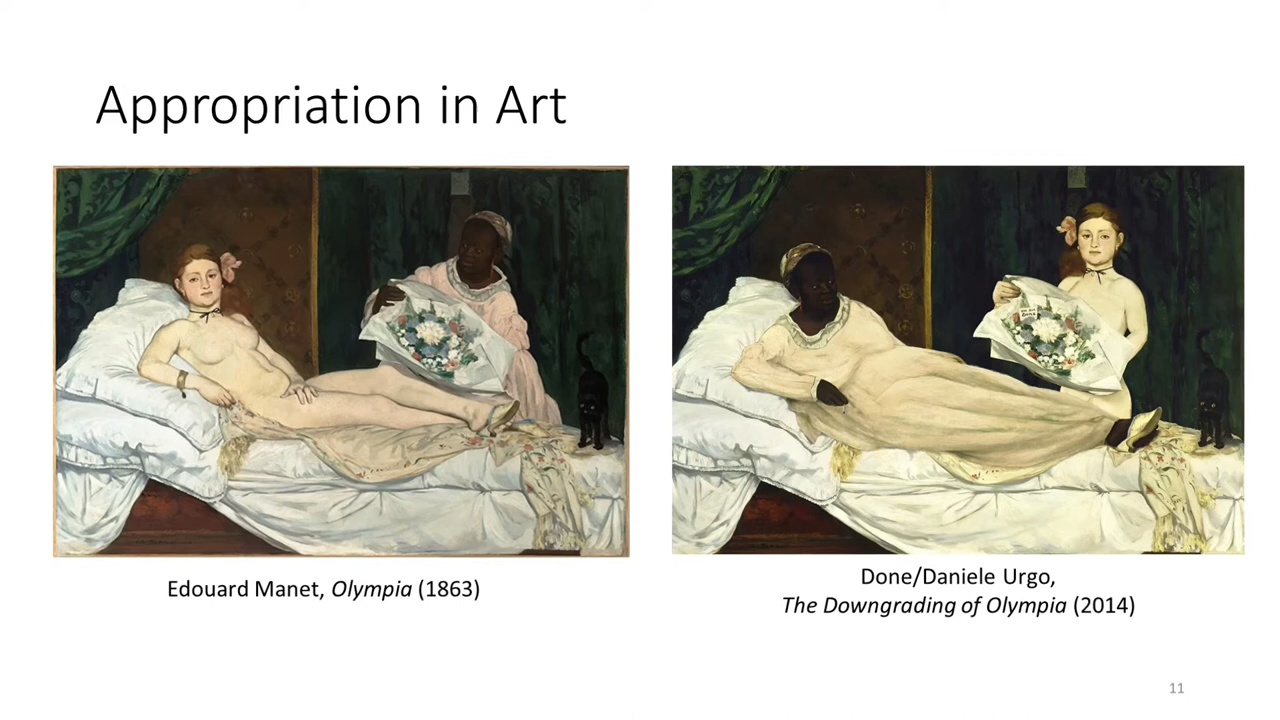 Appropriation in Art
Edouard Manet, Olympia (1863)
Done/Daniele Urgo,
The Downgrading of Olympia (2014)
11